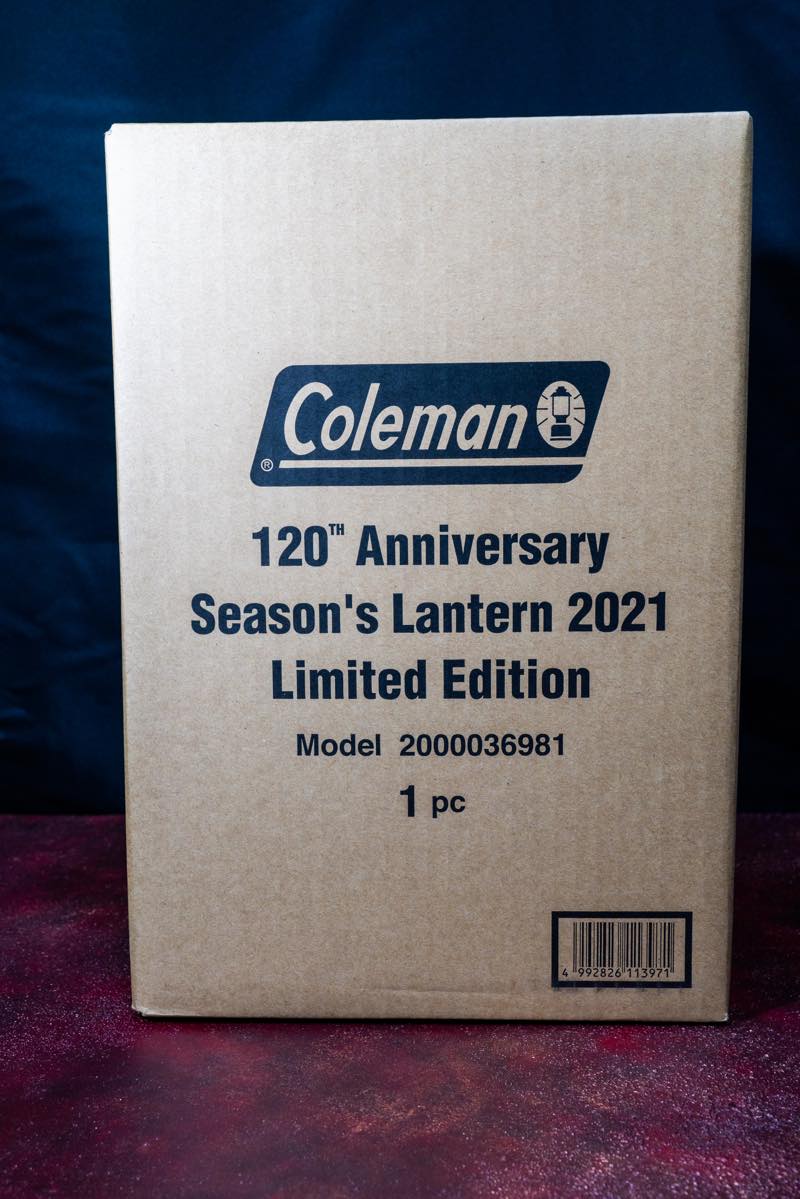 Coleman
®
120TH Anniversary
Season's Lantern 2021
Limited Edition
Model 2000036981
1 pc
4 992826 113971